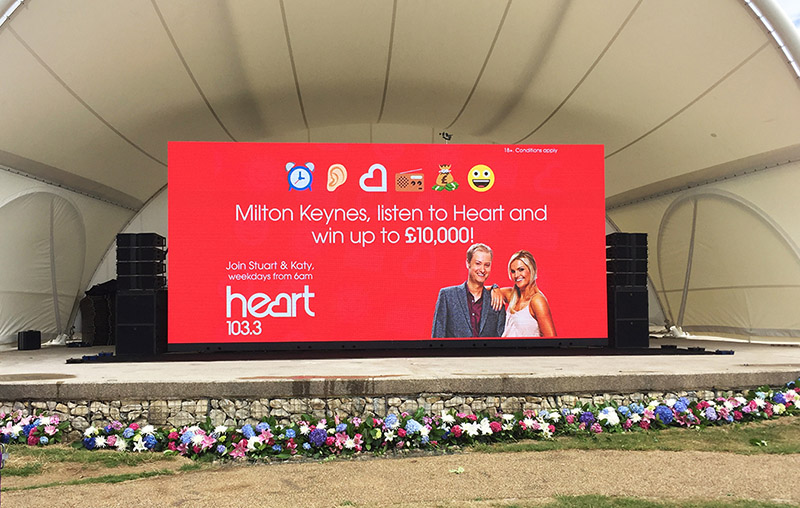 18+. Conditions apply
Milton Keynes, listen to Heart and
win up to £10,000!
Join Stuart & Katy,
weekdays from 6am
heart
103.3